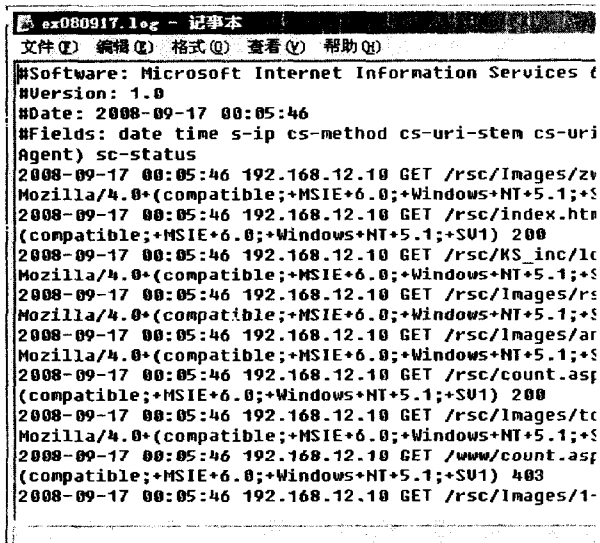 ex080917.log - 记事本
文件(F) 编辑(E) 格式(O) 查看(V) 帮助(H)
#Software: Microsoft Internet Information Services 6
#Version: 1.0
#Date: 2008-09-17 00:05:46
#Fields: date time s-ip cs-method cs-uri-stem cs-uri
Agent) sc-status
2008-09-17 00:05:46 192.168.12.10 GET /rsc/Images/zw
Mozilla/4.0+(compatible;+MSIE+6.0;+Windows+NT+5.1;+S
2008-09-17 00:05:46 192.168.12.10 GET /rsc/index.htm
(compatible;+MSIE+6.0;+Windows+NT+5.1;+SV1) 200
2008-09-17 00:05:46 192.168.12.10 GET /rsc/KS_inc/lo
Mozilla/4.0+(compatible;+MSIE+6.0;+Windows+NT+5.1;+S
2008-09-17 00:05:46 192.168.12.10 GET /rsc/Images/rs
Mozilla/4.0+(compatible;+MSIE+6.0;+Windows+NT+5.1;+S
2008-09-17 00:05:46 192.168.12.10 GET /rsc/Images/an
Mozilla/4.0+(compatible;+MSIE+6.0;+Windows+NT+5.1;+S
2008-09-17 00:05:46 192.168.12.10 GET /rsc/count.asp
(compatible;+MSIE+6.0;+Windows+NT+5.1;+SV1) 200
2008-09-17 00:05:46 192.168.12.10 GET /rsc/Images/to
Mozilla/4.0+(compatible;+MSIE+6.0;+Windows+NT+5.1;+S
2008-09-17 00:05:46 192.168.12.10 GET /www/count.asp
(compatible;+MSIE+6.0;+Windows+NT+5.1;+SV1) 403
2008-09-17 00:05:46 192.168.12.10 GET /rsc/Images/1-